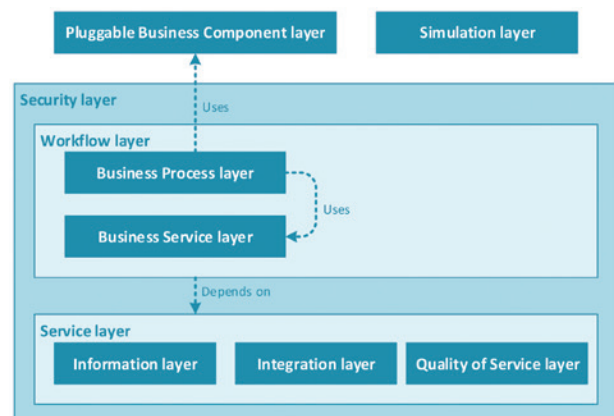 Pluggable Business Component layer
Simulation layer
Security layer
Uses
Workflow layer
Business Process layer
Uses
Business Service layer
Depends on
Service layer
Information layer
Integration layer
Quality of Service layer